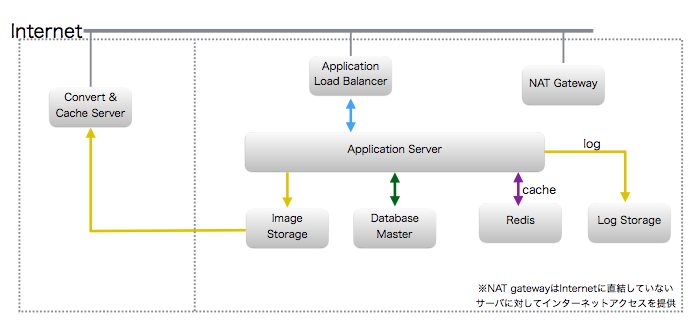 Internet
Application
Load Balancer
NAT Gateway
Convert &
Cache Server
Application Server
log
cache
Image
Storage
Database
Master
Redis
Log Storage
※NAT gatewayはInternetに直結していない
サーバに対してインターネットアクセスを提供